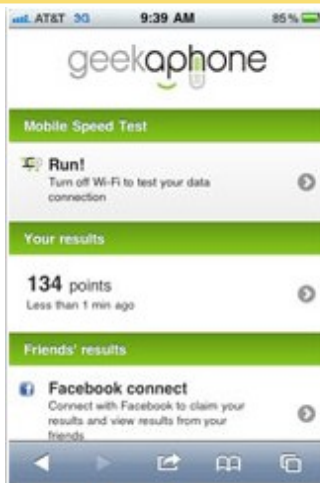 AT&T 3G 9:39 AM 85%
geekaphone
Mobile Speed Test
Run!
Turn off Wi-Fi to test your data
connection
Your results
134 points
Less than 1 min ago
Friends' results
Facebook connect
Connect with Facebook to claim your
results and view results from your
friends